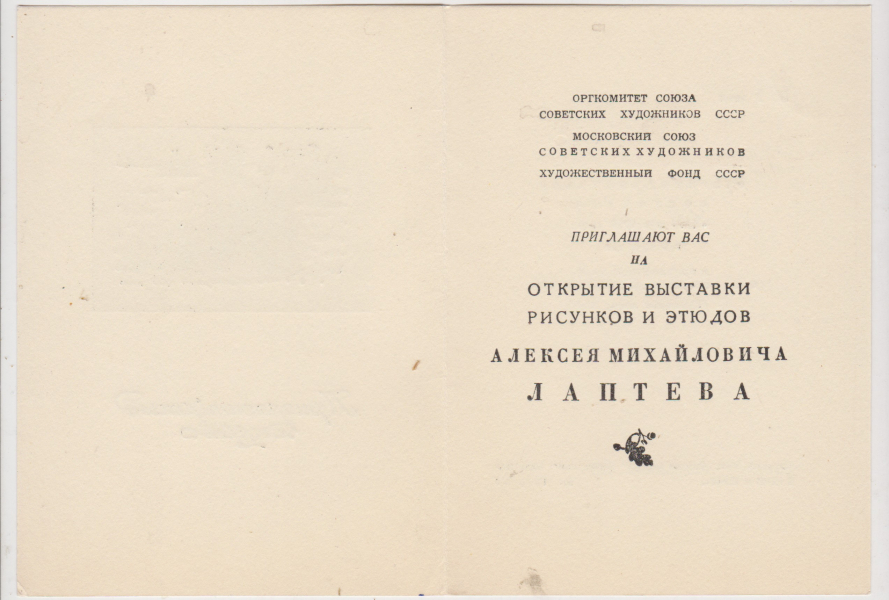 ОРГКОМИТЕТ СОЮЗА
СОВЕТСКИХ ХУДОЖНИКОВ СССР
МОСКОВСКИЙ СОЮЗ
СОВЕТСКИХ ХУДОЖНИКОВ
ХУДОЖЕСТВЕННЫЙ ФОНД СССР
ПРИГЛАШАЮТ ВАС
НА
ОТКРЫТИЕ ВЫСТАВКИ
РИСУНКОВ И ЭТЮДОВ
АЛЕКСЕЯ МИХАЙЛОВИЧА
ЛАПТЕВА